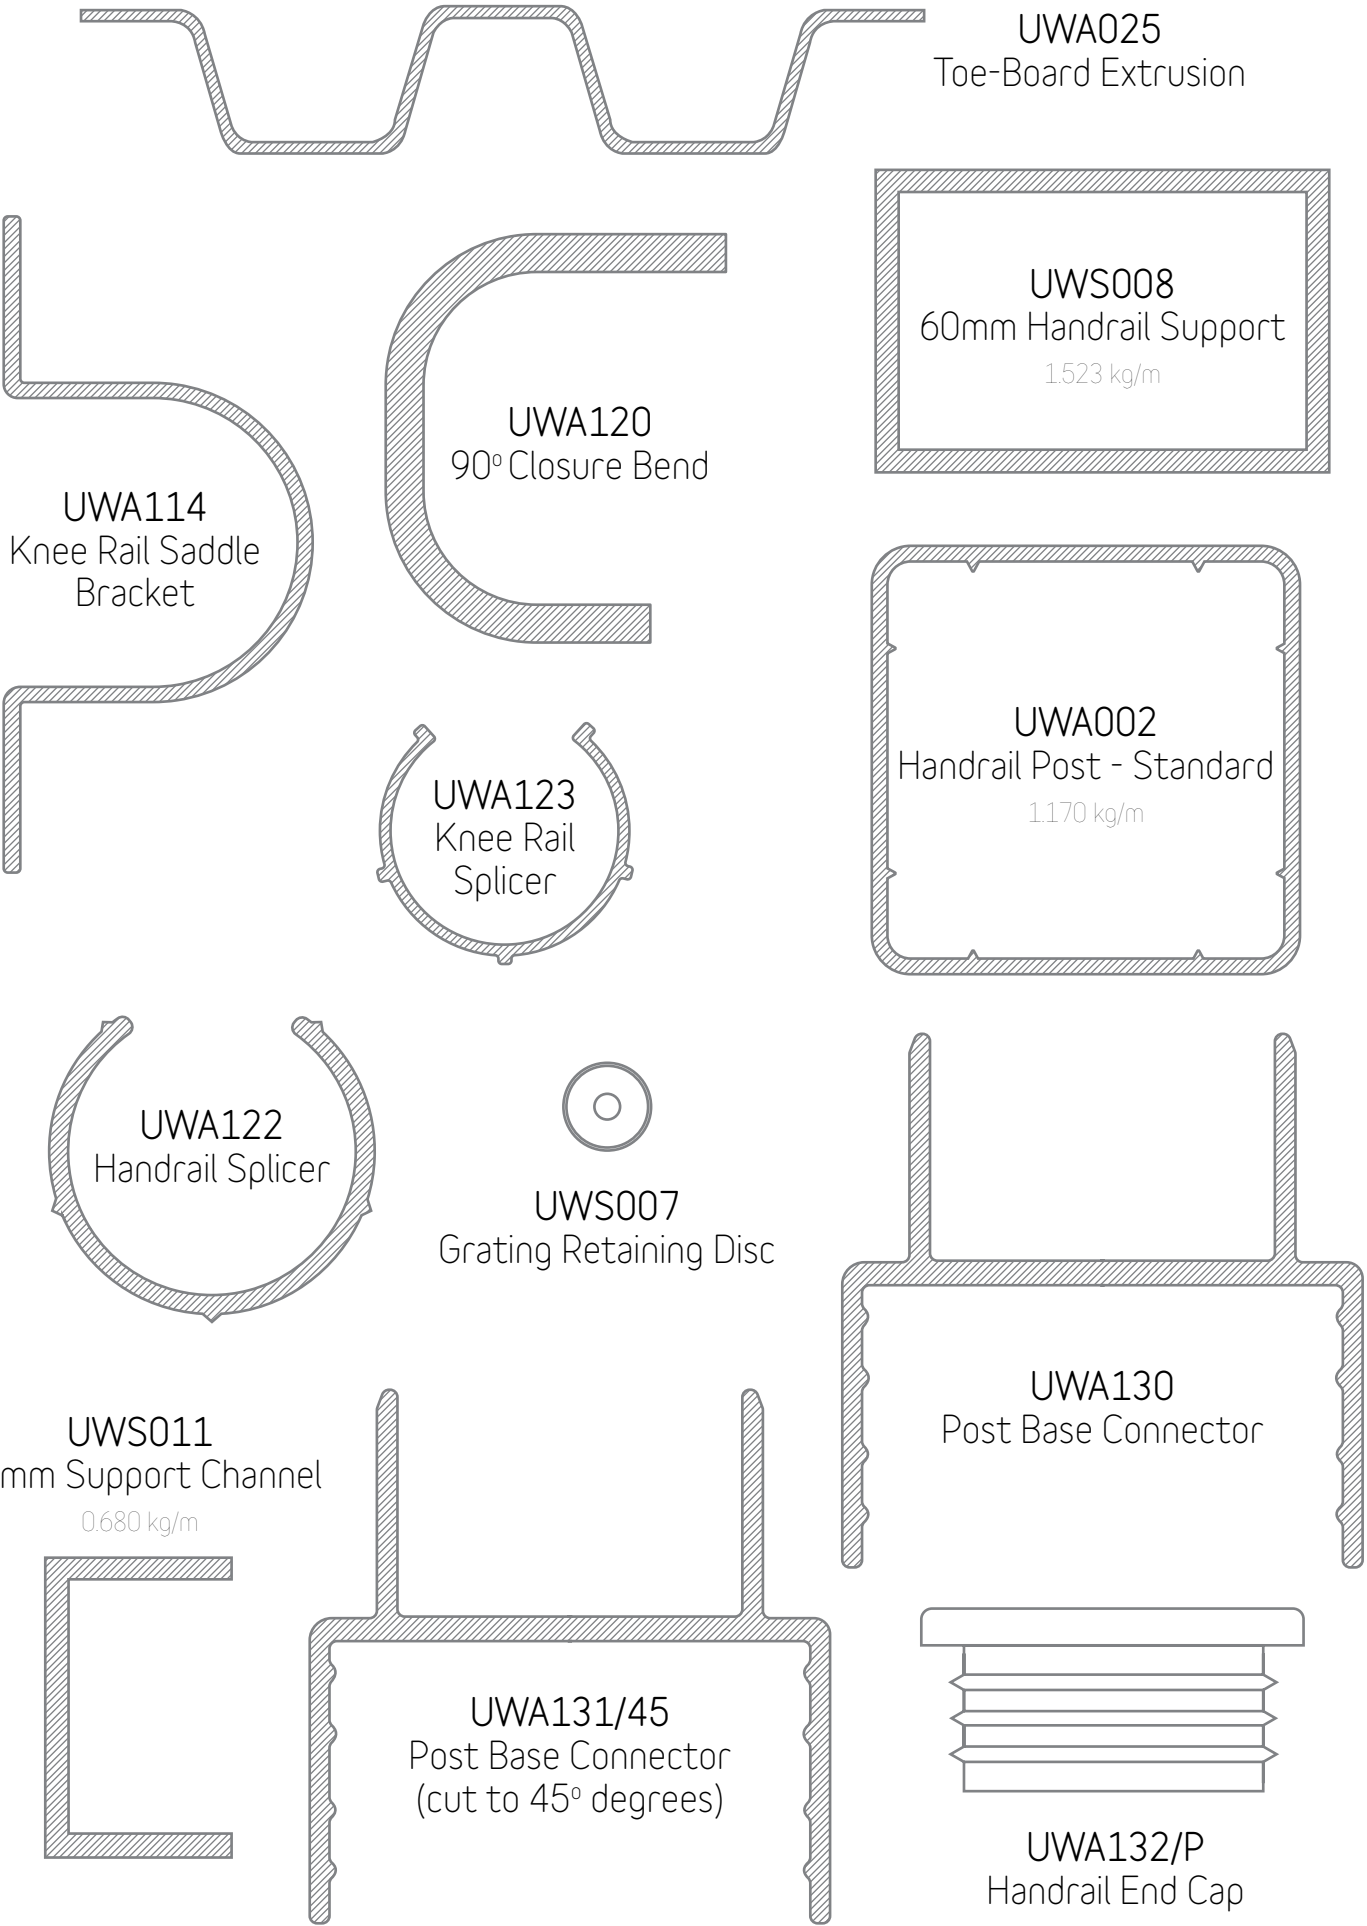 UWA025
Toe-Board Extrusion
UWS008
60mm Handrail Support
1.523 kg/m
UWA120
90º Closure Bend
UWA114
Knee Rail Saddle
Bracket
UWA002
Handrail Post - Standard
1.170 kg/m
UWA123
Knee Rail
Splicer
UWA122
Handrail Splicer
UWS007
Grating Retaining Disc
UWA130
Post Base Connector
UWS011
mm Support Channel
0.680 kg/m
UWA131/45
Post Base Connector
(cut to 45º degrees)
UWA132/P
Handrail End Cap